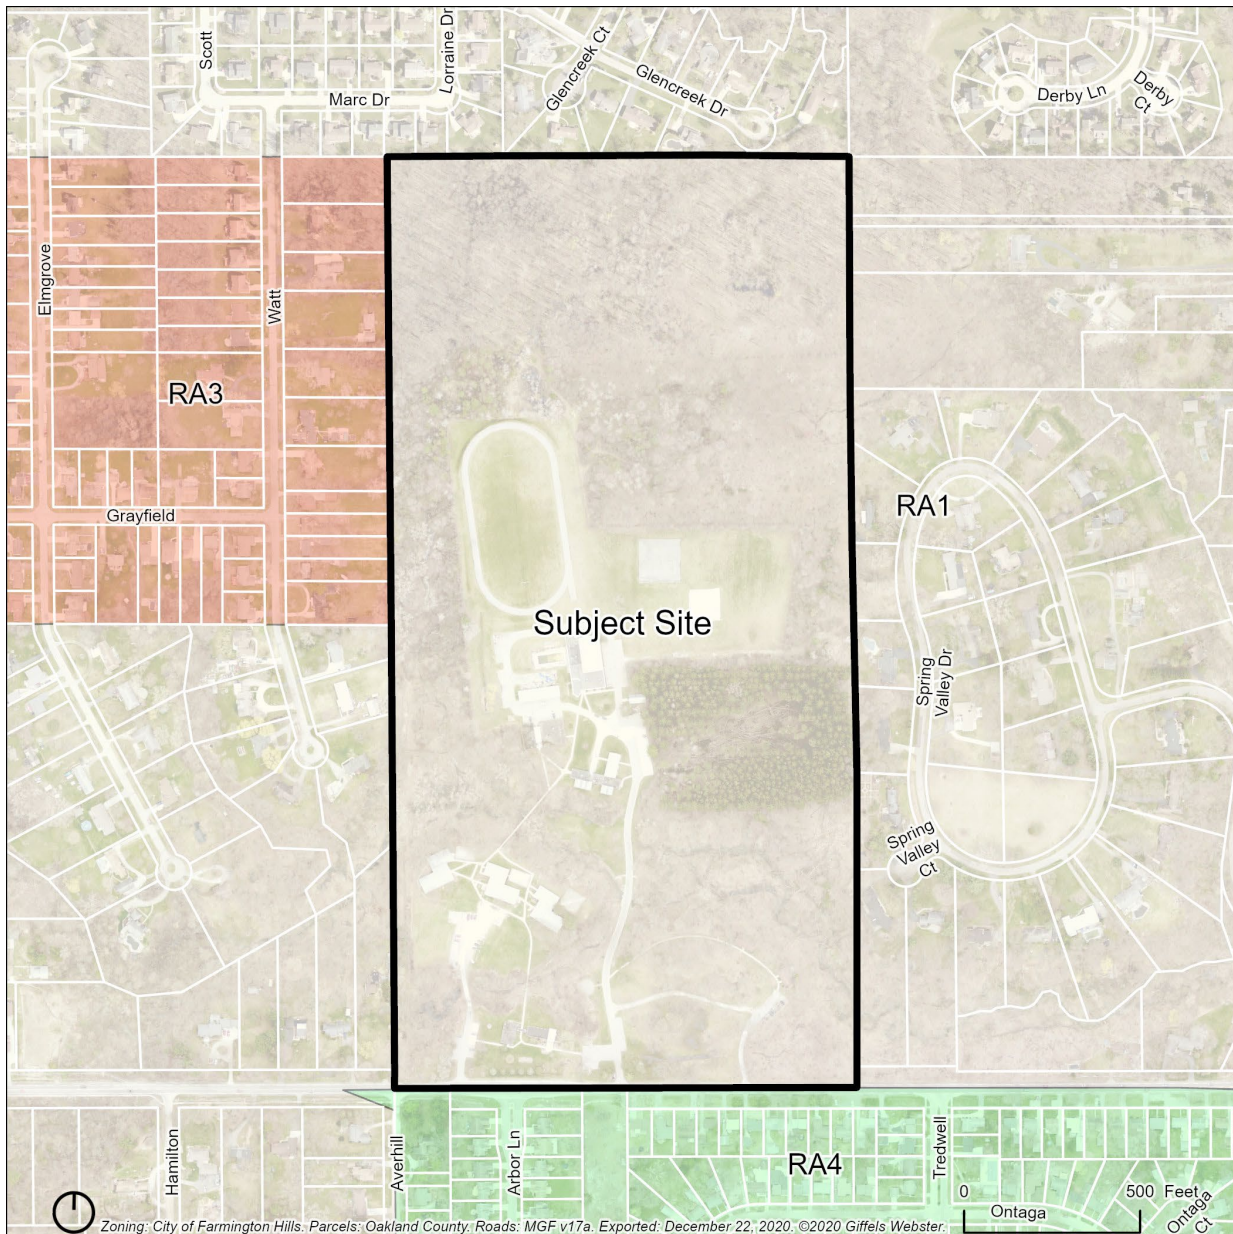 Scott
Lorraine Dr
Marc Dr
Glencreek Ct
Glencreek Dr
Derby Ln
Derby
Ct
Elmgrove
Watt
RA3
Grayfield
RA1
Subject Site
Spring
Valley Dr
Spring
Valley
Ct
Hamilton
Averhill
Arbor Ln
RA4
Tredwell
0 500 Feet
Ontaga
Ontaga
Ct
Zoning: City of Farmington Hills. Parcels: Oakland County. Roads: MGF v17a. Exported: December 22, 2020. ©2020 Giffels Webster.